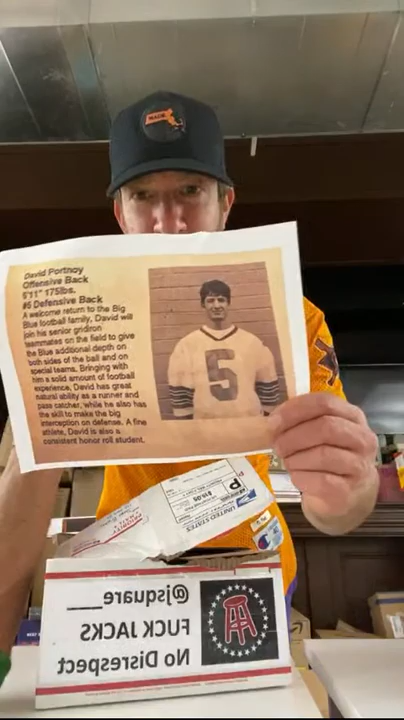 MASS
David Portnoy
Offensive Back
5'11" 175lbs.
#5 Defensive Back
A welcome return to the Big
Blue football family, David will
join his senior gridiron
teammates on the field to give
the Blue additional depth on
both sides of the ball and on
special teams. Bringing with
him a solid amount of football
experience, David has great
natural ability as a runner and
pass catcher, while he also has
the skill to make the big
interception on defense. A fine
athlete, David is also a
consistent honor roll student.
5
P
UNITED STATES
@jsquare___
FUCK JACKS
No Disrespect